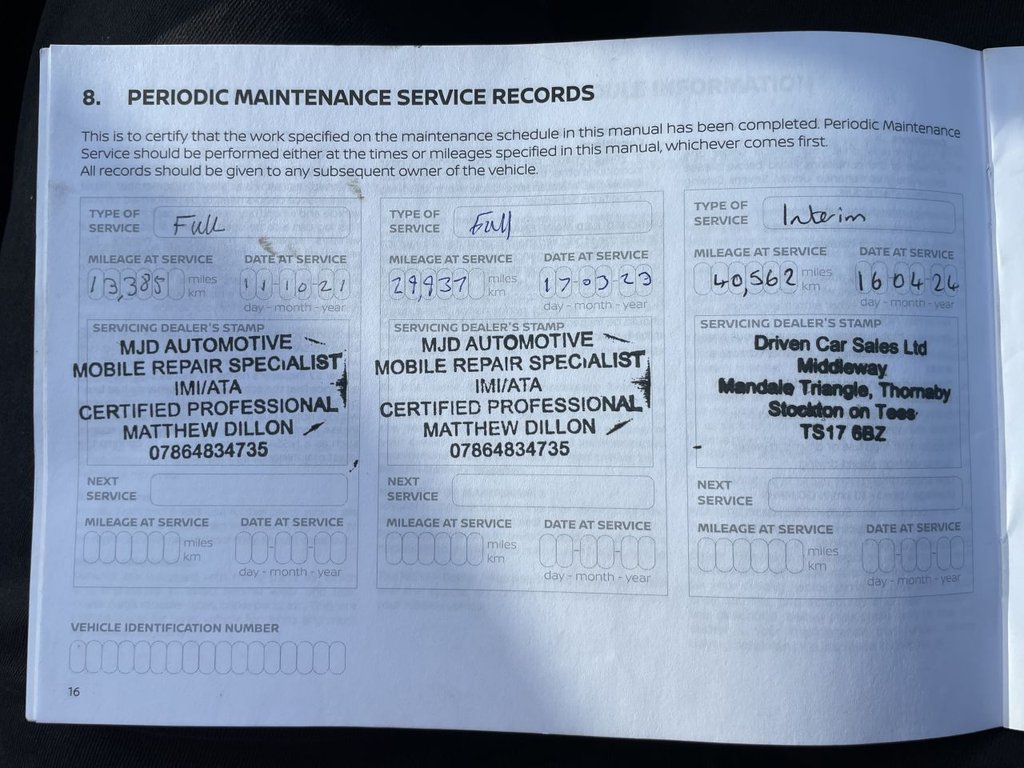 8. PERIODIC MAINTENANCE SERVICE RECORDS
This is to certify that the work specified on the maintenance schedule in this manual has been completed. Periodic Maintenance
Service should be performed either at the times or mileages specified in this manual, whichever comes first.
All records should be given to any subsequent owner of the vehicle.
TYPE OF
SERVICE
Full
MILEAGE AT SERVICE
DATE AT SERVICE
13,385
miles
km
11-10-21
day - month - year
SERVICING DEALER'S STAMP
MJD AUTOMOTIVE
MOBILE REPAIR SPECIALIST
IMI/ATA
CERTIFIED PROFESSIONAL
MATTHEW DILLON
07864834735
NEXT
SERVICE
MILEAGE AT SERVICE
DATE AT SERVICE
miles
km
day - month - year
TYPE OF
SERVICE
Full
MILEAGE AT SERVICE
DATE AT SERVICE
29,937
miles
km
17-03-23
day - month - year
SERVICING DEALER'S STAMP
MJD AUTOMOTIVE
MOBILE REPAIR SPECIALIST
IMI/ATA
CERTIFIED PROFESSIONAL
MATTHEW DILLON
07864834735
NEXT
SERVICE
MILEAGE AT SERVICE
DATE AT SERVICE
miles
km
day - month - year
TYPE OF
SERVICE
Interim
MILEAGE AT SERVICE
DATE AT SERVICE
40,562
miles
km
16-04-24
day - month - year
SERVICING DEALER'S STAMP
Driven Car Sales Ltd
Middleway
Mandale Triangle, Thornaby
Stockton on Tees
TS17 6BZ
NEXT
SERVICE
MILEAGE AT SERVICE
DATE AT SERVICE
miles
km
day - month - year
VEHICLE IDENTIFICATION NUMBER
16